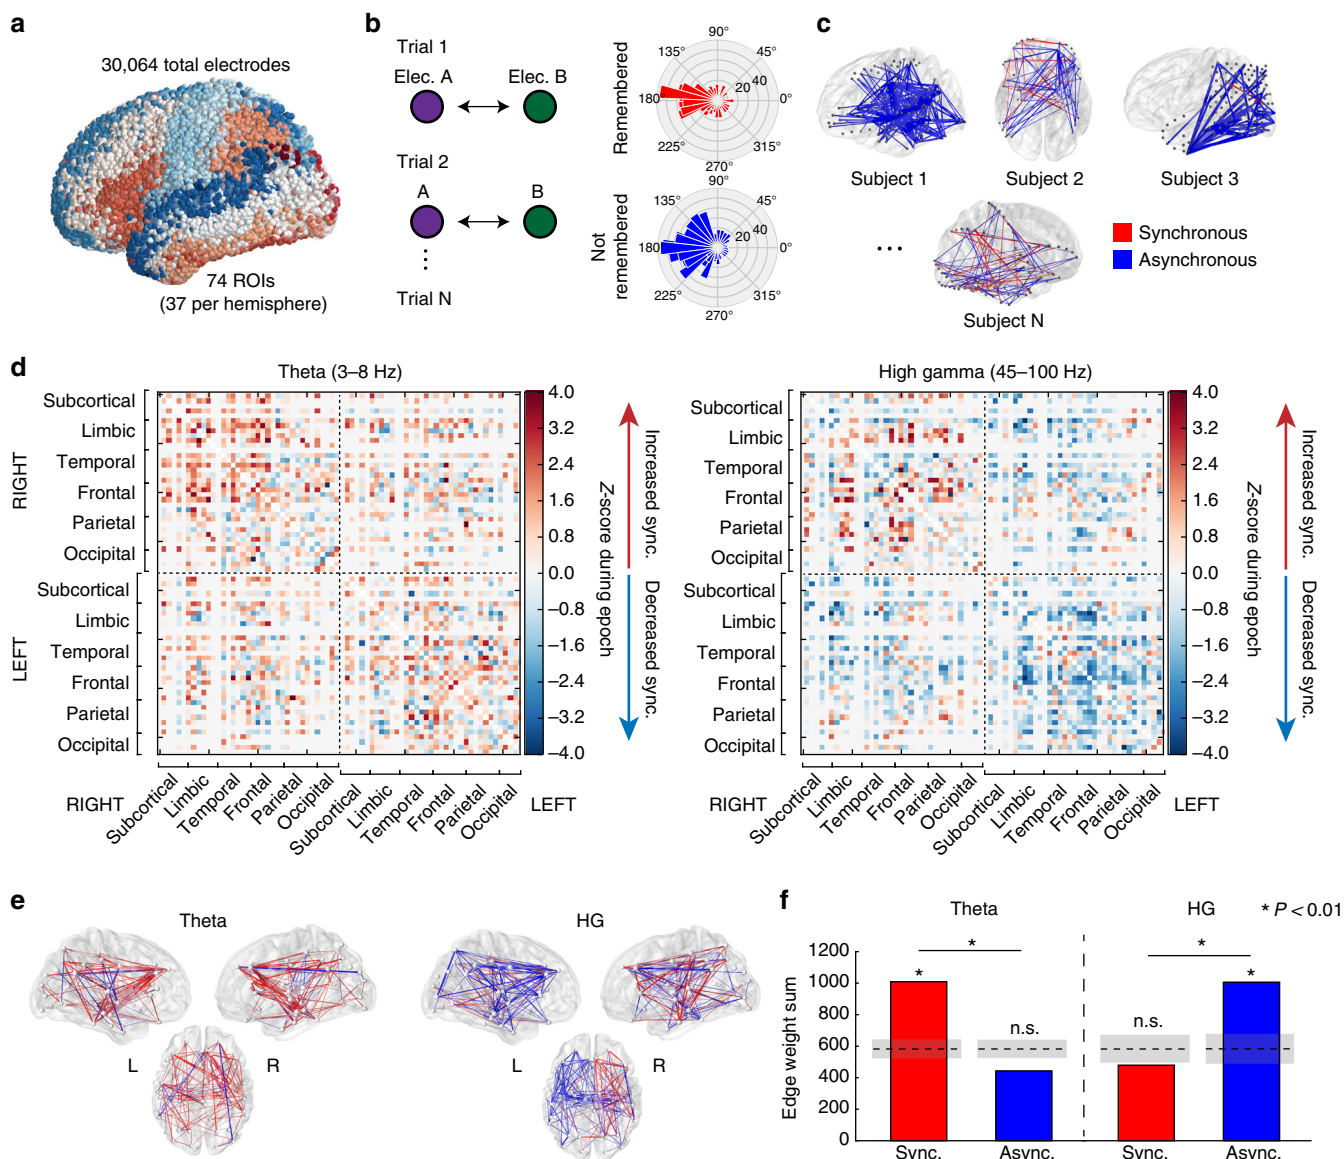 a
30,064 total electrodes
74 ROIs
(37 per hemisphere)
b
Trial 1
Elec. A
Elec. B
Trial 2
A
B
Trial N
Remembered
90°
135°
45°
180°
20
40
0°
225°
315°
270°
Not
remembered
90°
135°
45°
180°
20
40
0°
225°
315°
270°
c
Subject 1
Subject 2
Subject 3
...
Subject N
Synchronous
Asynchronous
d
Theta (3–8 Hz)
RIGHT
Subcortical
Limbic
Temporal
Frontal
Parietal
Occipital
LEFT
Subcortical
Limbic
Temporal
Frontal
Parietal
Occipital
RIGHT
Subcortical
Limbic
Temporal
Frontal
Parietal
Occipital
Subcortical
Limbic
Temporal
Frontal
Parietal
Occipital
LEFT
4.0
3.2
2.4
1.6
0.8
0.0
–0.8
–1.6
–2.4
–3.2
–4.0
Z-score during epoch
Increased sync.
Decreased sync.
High gamma (45–100 Hz)
Subcortical
Limbic
Temporal
Frontal
Parietal
Occipital
Subcortical
Limbic
Temporal
Frontal
Parietal
Occipital
RIGHT
Subcortical
Limbic
Temporal
Frontal
Parietal
Occipital
Subcortical
Limbic
Temporal
Frontal
Parietal
Occipital
LEFT
4.0
3.2
2.4
1.6
0.8
0.0
–0.8
–1.6
–2.4
–3.2
–4.0
Z-score during epoch
Increased sync.
Decreased sync.
e
Theta
L
R
HG
L
R
f
Theta
HG
* P < 0.01
Edge weight sum
1200
1000
800
600
400
200
0
*
*
n.s.
*
n.s.
*
Sync.
Async.
Sync.
Async.